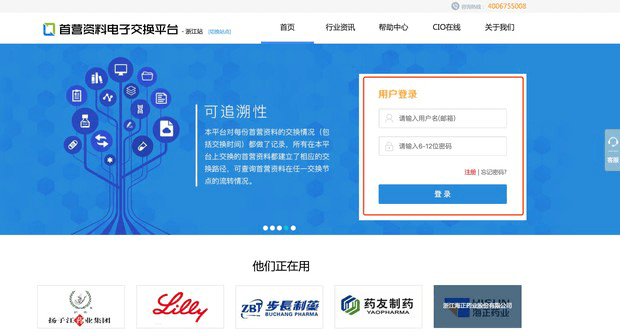 咨询热线: 4006755008
首营资料电子交换平台 · 浙江站 [切换站点]
首页 行业资讯 帮助中心 CIO在线 关于我们
可追溯性
本平台对每份首营资料的交换情况（包
括交换时间）都做了记录，所有在本平
台上交换的首营资料都建立了相应的交
换路径，可查询首营资料在任一交换节
点的流转情况。
用户登录
请输入用户名(邮箱)
请输入6-12位密码
注册 | 忘记密码?
登 录
客服
他们正在用
扬子江药业集团
Lilly
ZBT 步长制药
BUCHANG PHARMA
药友制药
YAOPHARMA
浙江海正药业股份有限公司
海正药业